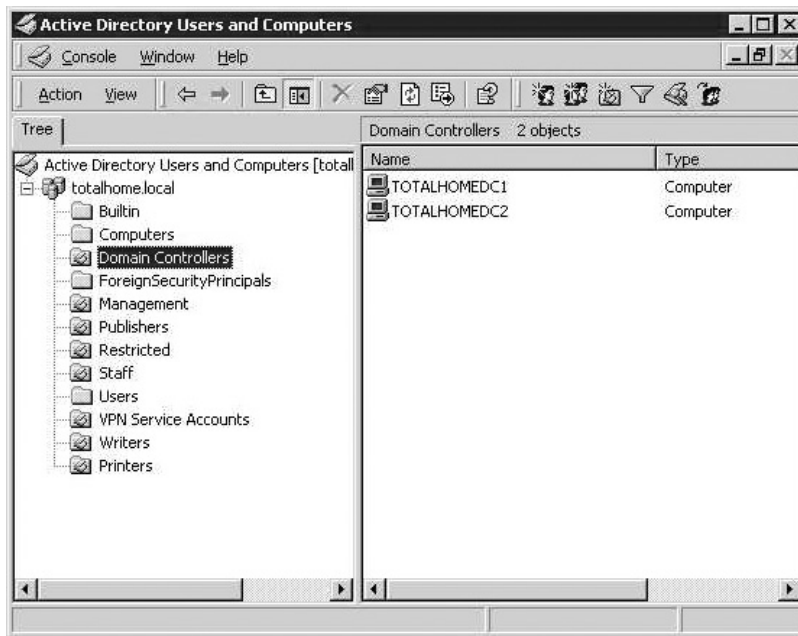 Active Directory Users and Computers
Console Window Help
Action View
Tree
Domain Controllers 2 objects
Active Directory Users and Computers [totall
totalhome.local
Builtin
Computers
Domain Controllers
ForeignSecurityPrincipals
Management
Publishers
Restricted
Staff
Users
VPN Service Accounts
Writers
Printers
Name Type
TOTALHOMEDC1 Computer
TOTALHOMEDC2 Computer